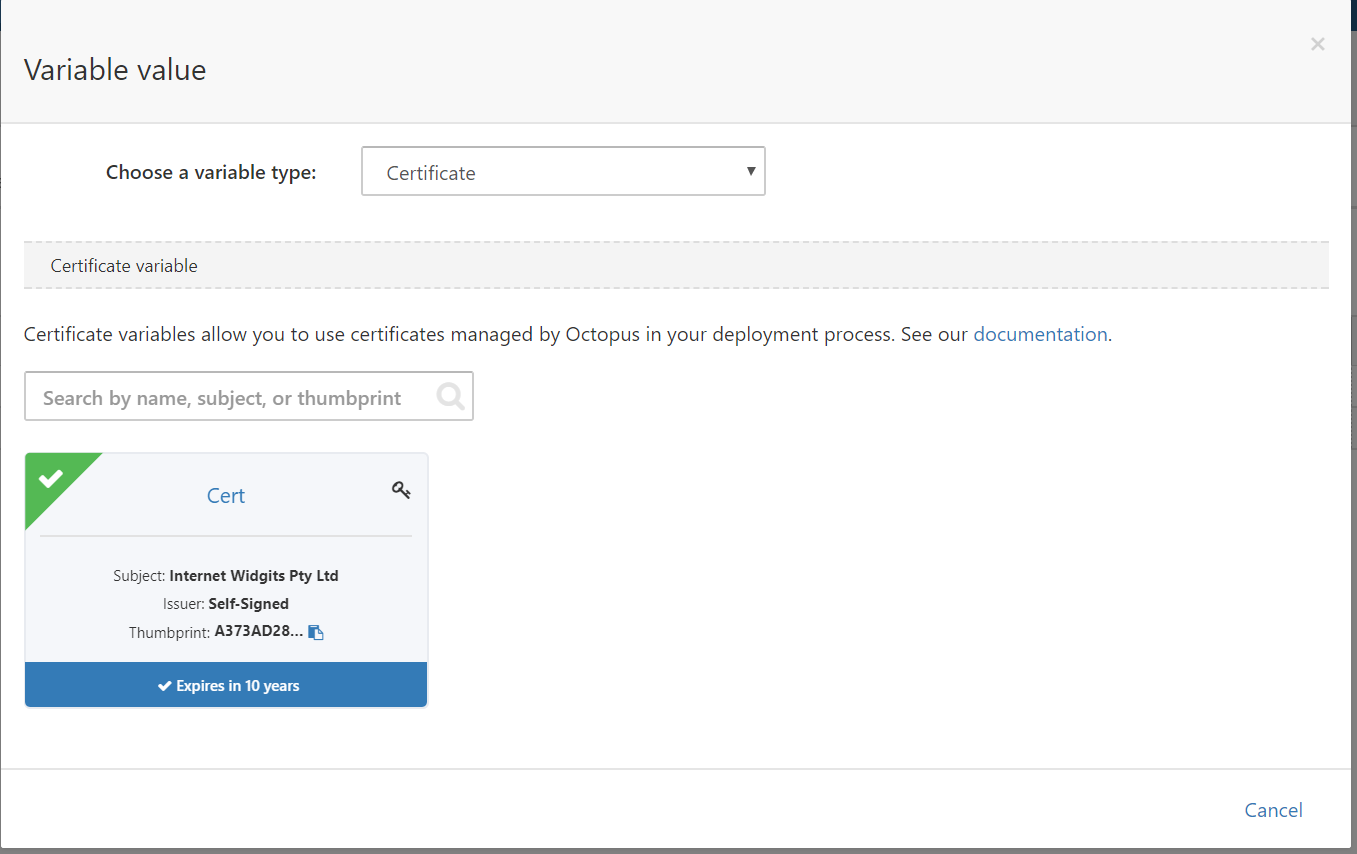 Variable value
×
Choose a variable type:
Certificate
Certificate variable
Certificate variables allow you to use certificates managed by Octopus in your deployment process. See our documentation.
Search by name, subject, or thumbprint
Cert
Subject: Internet Widgits Pty Ltd
Issuer: Self-Signed
Thumbprint: A373AD28...
Expires in 10 years
Cancel